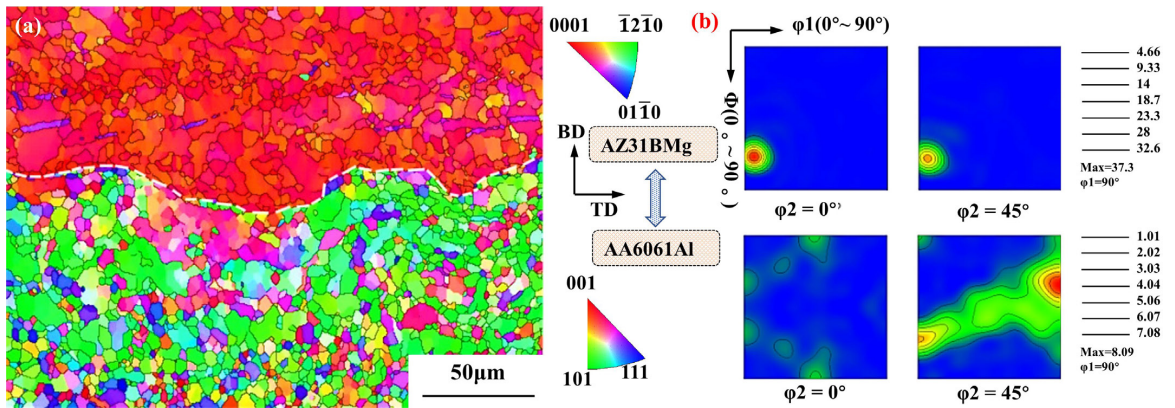 (a)
50μm
0001
1̄21̄0
011̄0
BD
TD
AZ31BMg
AA6061Al
001
101
111
(b)
φ1(0°~ 90°)
Φ(0° ~ 90°)
φ2 = 0°
φ2 = 45°
4.66
9.33
14
18.7
23.3
28
32.6
Max=37.3
φ1=90°
φ2 = 0°
φ2 = 45°
1.01
2.02
3.03
4.04
5.06
6.07
7.08
Max=8.09
φ1=90°